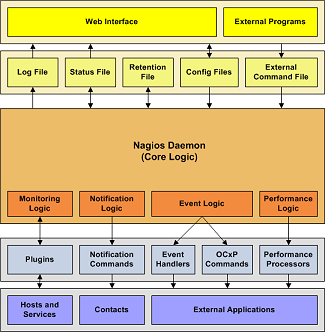 Web Interface
External Programs
Log File
Status File
Retention
File
Config Files
External
Command File
Nagios Daemon
(Core Logic)
Monitoring
Logic
Notification
Logic
Event Logic
Performance
Logic
Plugins
Notification
Commands
Event
Handlers
OCxP
Commands
Performance
Processors
Hosts and
Services
Contacts
External Applications